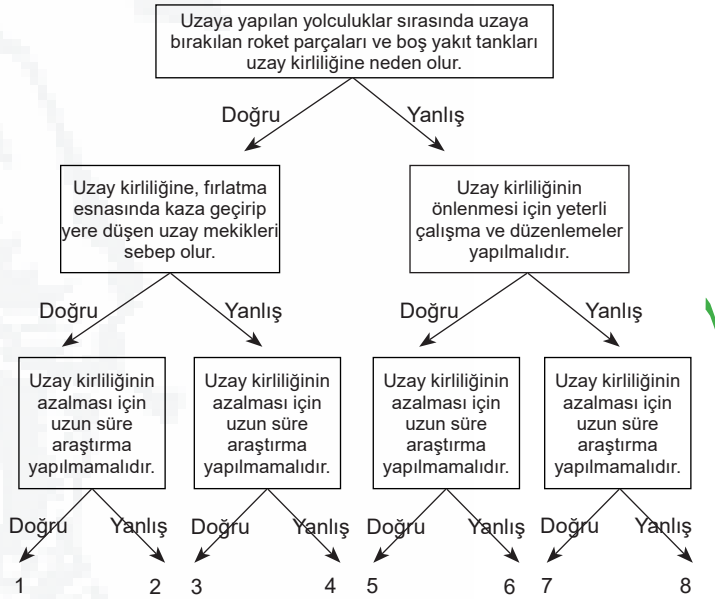 Uzaya yapılan yolculuklar sırasında uzaya
bırakılan roket parçaları ve boş yakıt tankları
uzay kirliliğine neden olur.
Doğru Yanlış
Uzay kirliliğine, fırlatma
esnasında kaza geçirip
yere düşen uzay mekikleri
sebep olur.
Uzay kirliliğinin
önlenmesi için yeterli
çalışma ve düzenlemeler
yapılmalıdır.
Doğru Yanlış Doğru Yanlış
Uzay kirliliğinin
azalması için
uzun süre
araştırma
yapılmamalıdır.
Uzay kirliliğinin
azalması için
uzun süre
araştırma
yapılmamalıdır.
Uzay kirliliğinin
azalması için
uzun süre
araştırma
yapılmamalıdır.
Uzay kirliliğinin
azalması için
uzun süre
araştırma
yapılmamalıdır.
Doğru Yanlış Doğru Yanlış Doğru Yanlış Doğru Yanlış
1 2 3 4 5 6 7 8